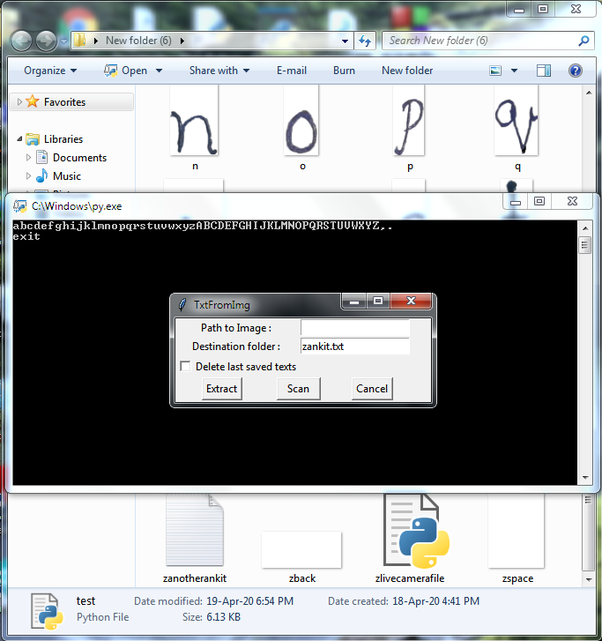 New folder (6)
Search New folder (6)
Organize
Open
Share with
E-mail
Burn
New folder
Favorites
Libraries
Documents
Music
n
o
p
q
n
o
p
q
C:\Windows\py.exe
abcdefghijklmnopqrstuvwxyzABCDEFGHIJKLMNOPQRSTUVWXYZ,.
exit
TxtFromImg
Path to Image :
Destination folder :
zankit.txt
Delete last saved texts
Extract
Scan
Cancel
zanotherankit
zback
zlivecamerafile
zspace
test
Date modified: 19-Apr-20 6:54 PM
Date created: 18-Apr-20 4:41 PM
Python File
Size: 6.13 KB